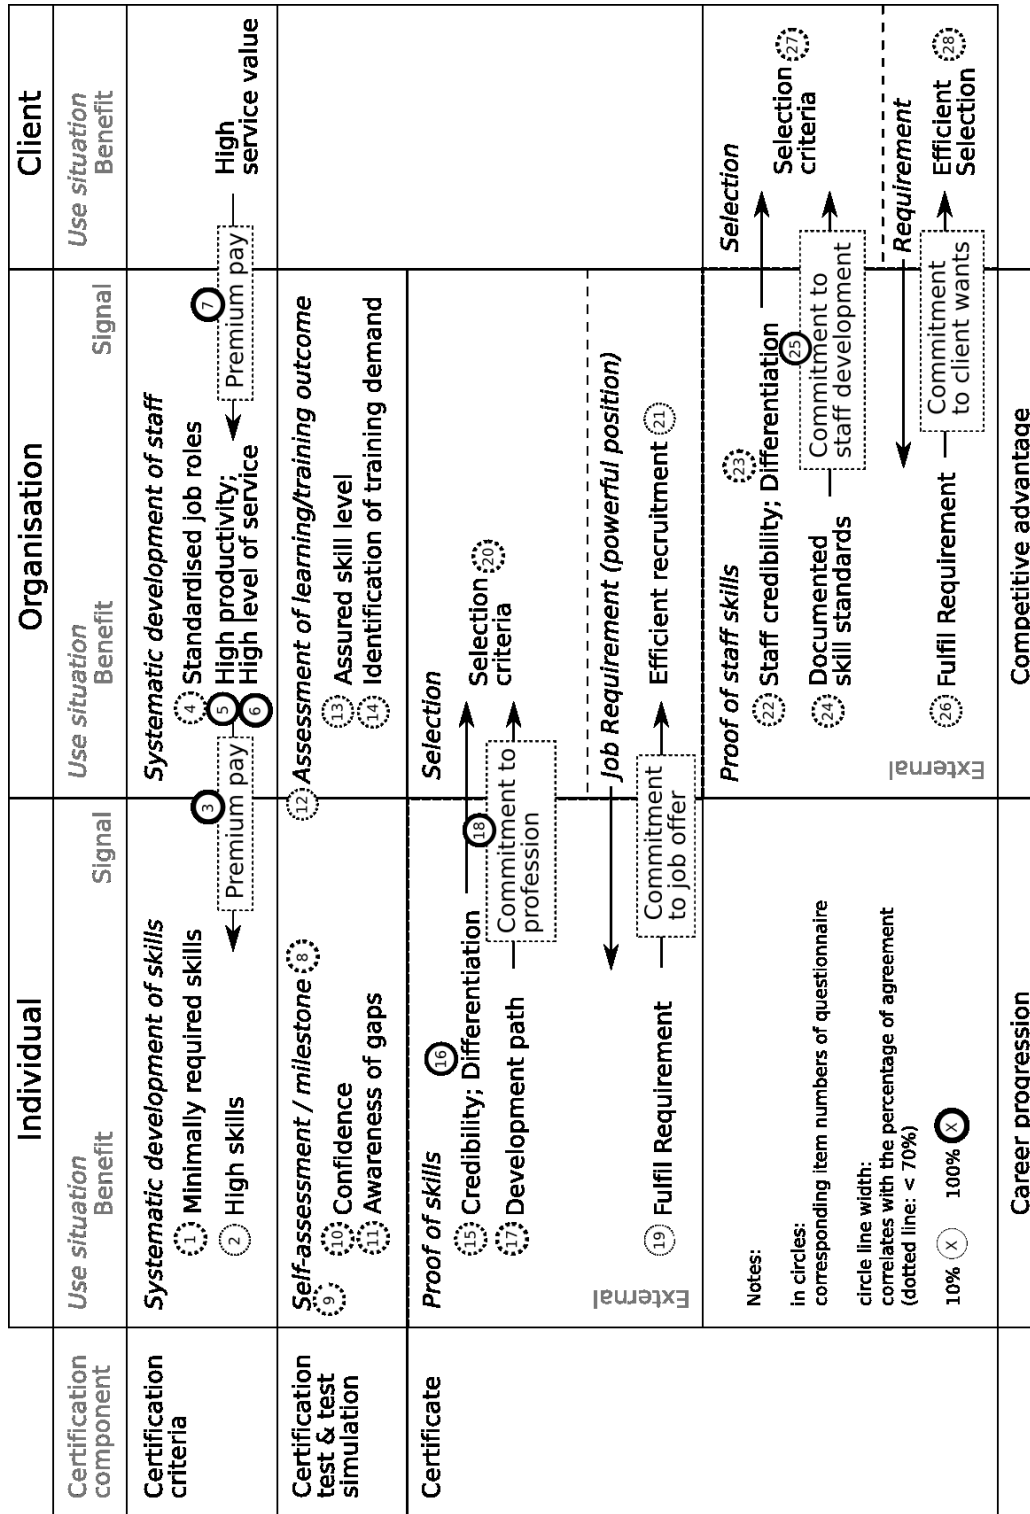 Individual
Organisation
Client
Certification
component
Use situation
Benefit
Signal
Use situation
Benefit
Signal
Use situation
Benefit
Certification
criteria
Systematic development of skills
1 Minimally required skills
2 High skills
3
Premium pay
Systematic development of staff
4 Standardised job roles
5 High productivity;
6 High level of service
7
Premium pay
High
service value
Certification
test & test
simulation
Self-assessment / milestone 8
9
10 Confidence
11 Awareness of gaps
12 Assessment of learning/training outcome
13 Assured skill level
14 Identification of training demand
Certificate
Proof of skills
16
15 Credibility; Differentiation
17 Development path
18
Commitment to
profession
Selection
Selection 20
criteria
Job Requirement (powerful position)
19 Fulfil Requirement
Commitment
to job offer
Efficient recruitment 21
External
Proof of staff skills
23
22 Staff credibility; Differentiation
24 Documented
skill standards
25
Commitment to
staff development
Selection
Selection 27
criteria
Requirement
26 Fulfil Requirement
Commitment
to client wants
Efficient 28
Selection
External
Notes:
in circles:
corresponding item numbers of questionnaire
circle line width:
correlates with the percentage of agreement
(dotted line: < 70%)
10% X 100% X
Career progression
Competitive advantage